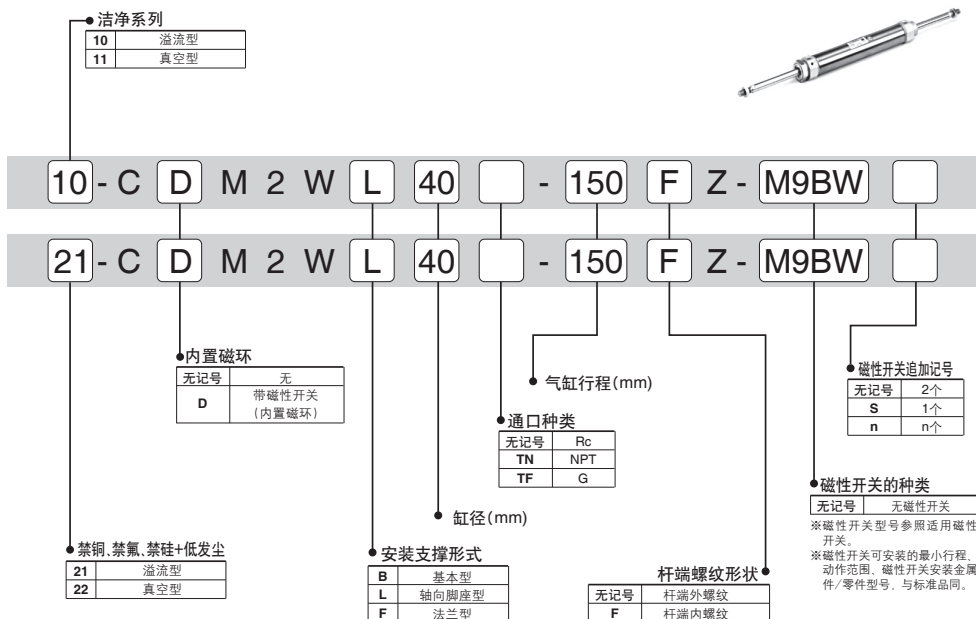 洁净系列
10 溢流型
11 真空型
10 - C D M 2 W L 40 - 150 F Z - M9BW
21 - C D M 2 W L 40 - 150 F Z - M9BW
内置磁环
无记号 无
D 带磁性开关
(内置磁环)
气缸行程(mm)
磁性开关追加记号
无记号 2个
S 1个
n n个
通口种类
无记号 Rc
TN NPT
TF G
磁性开关的种类
无记号 无磁性开关
※磁性开关型号参照适用磁性
开关。
※磁性开关可安装的最小行程、
动作范围、磁性开关安装金属
件/零件型号，与标准品同。
缸径(mm)
禁铜、禁氟、禁硅+低发尘
21 溢流型
22 真空型
安装支撑形式
B 基本型
L 轴向脚座型
F 法兰型
杆端螺纹形状
无记号 杆端外螺纹
F 杆端内螺纹